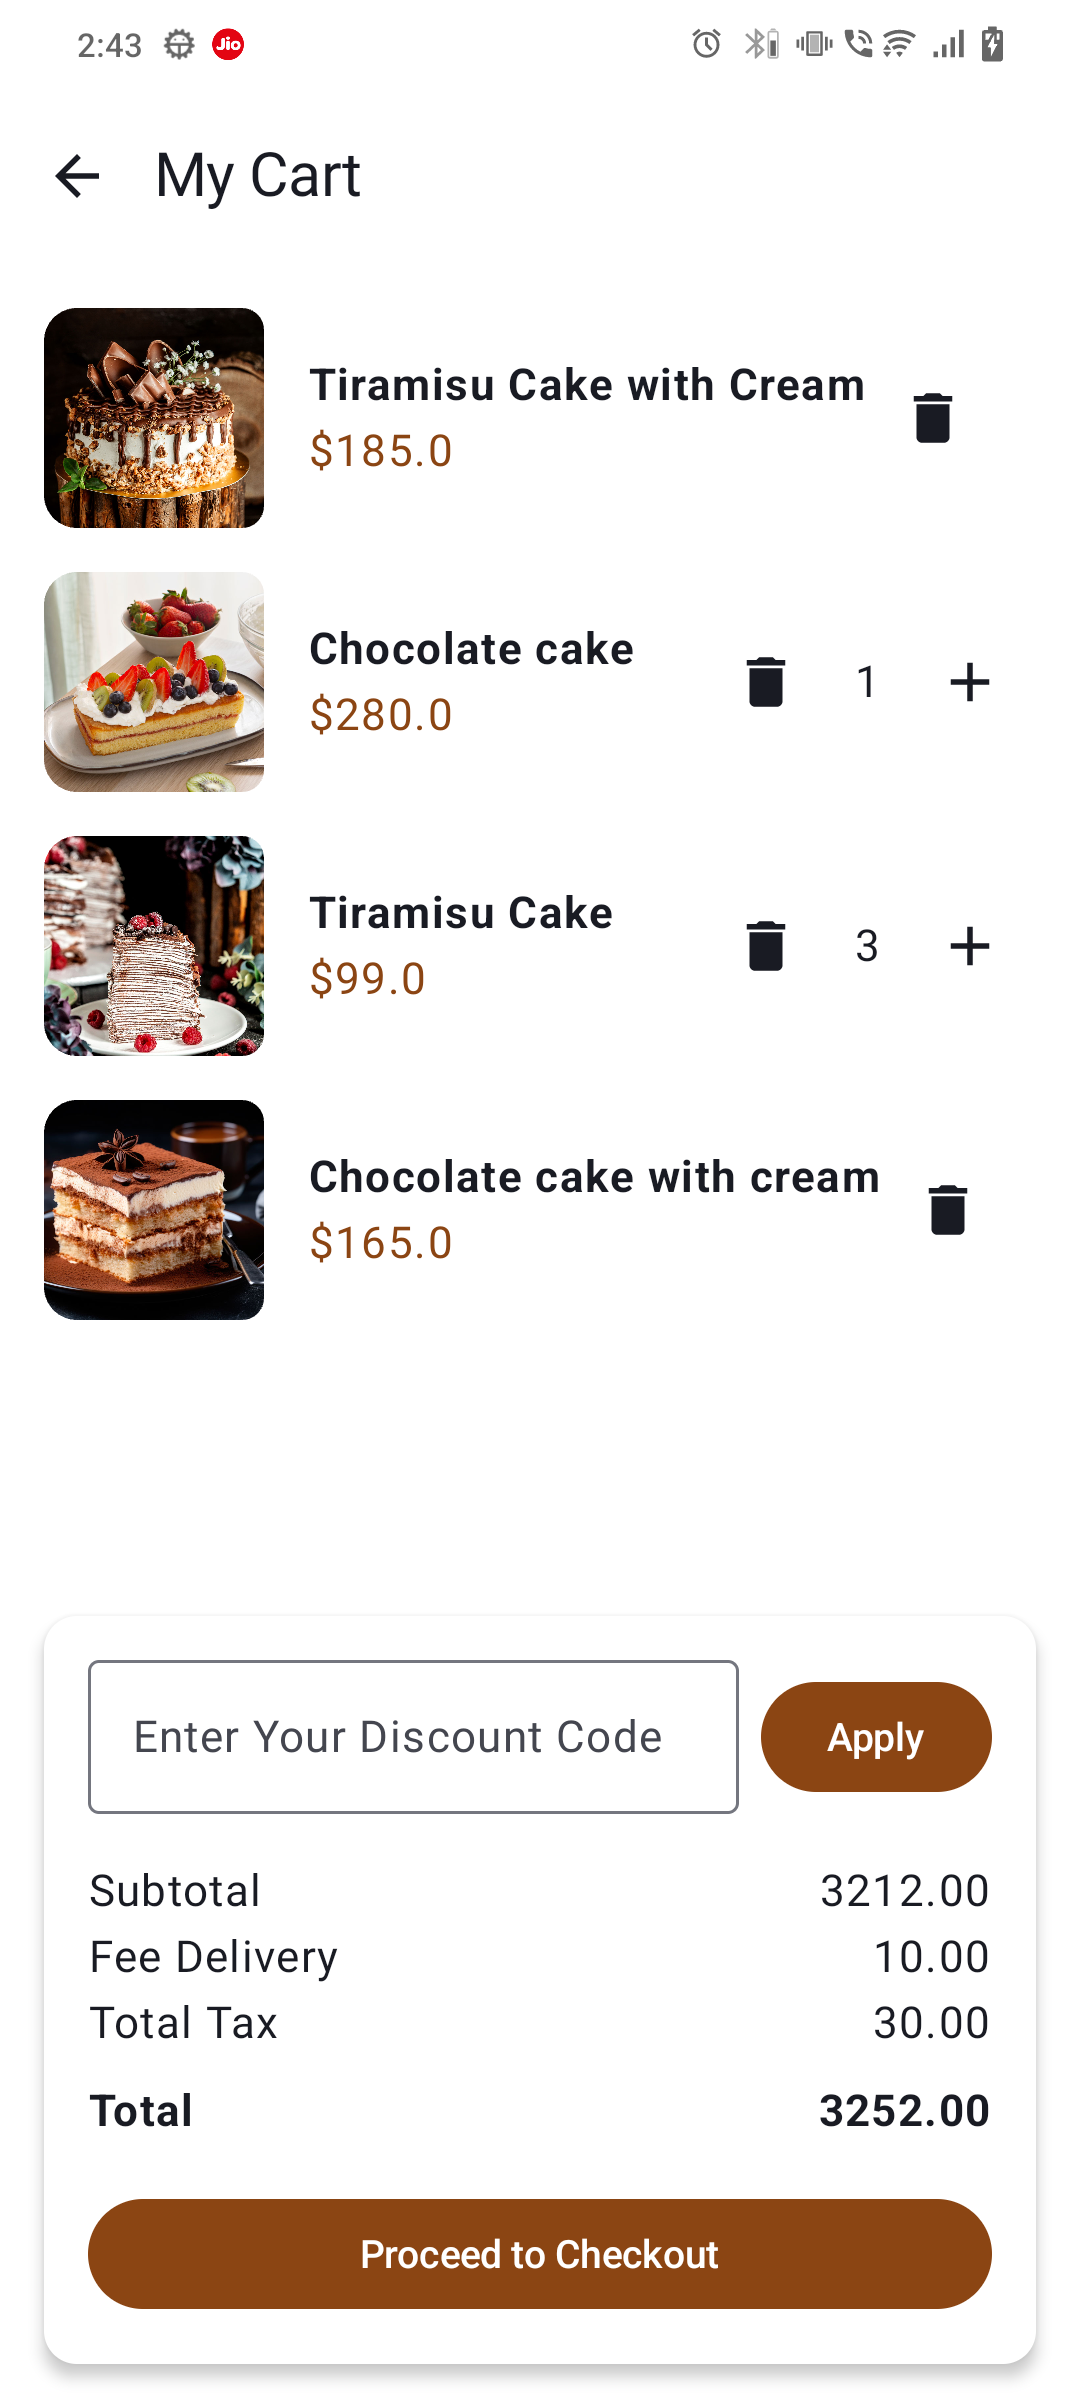 2:43 Jio
My Cart
Tiramisu Cake with Cream
$185.0
Chocolate cake
$280.0
1
Tiramisu Cake
$99.0
3
Chocolate cake with cream
$165.0
Enter Your Discount Code
Apply
Subtotal 3212.00
Fee Delivery 10.00
Total Tax 30.00
Total 3252.00
Proceed to Checkout